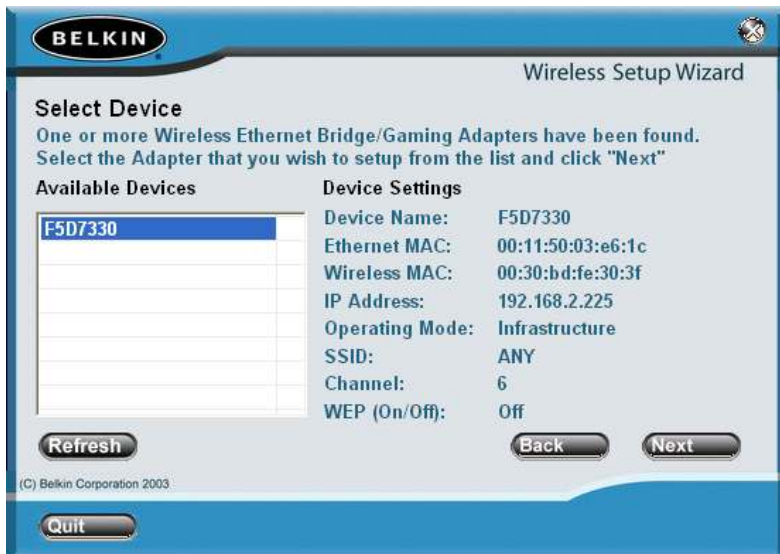 BELKIN
Wireless Setup Wizard
Select Device
One or more Wireless Ethernet Bridge/Gaming Adapters have been found.
Select the Adapter that you wish to setup from the list and click "Next"
Available Devices
F5D7330
Device Settings
Device Name: F5D7330
Ethernet MAC: 00:11:50:03:e6:1c
Wireless MAC: 00:30:bd:fe:30:3f
IP Address: 192.168.2.225
Operating Mode: Infrastructure
SSID: ANY
Channel: 6
WEP (On/Off): Off
Refresh
Back
Next
(C) Belkin Corporation 2003
Quit